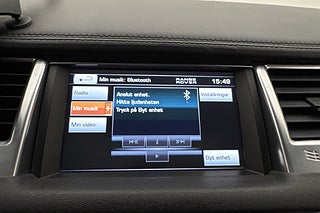 Min musik: Bluetooth
RANGE ROVER
15:49
Radio
Anslut enhet.
Hitta ljudenheten
Tryck på Byt enhet
Inställningar
Min musik
Min video
Byt enhet